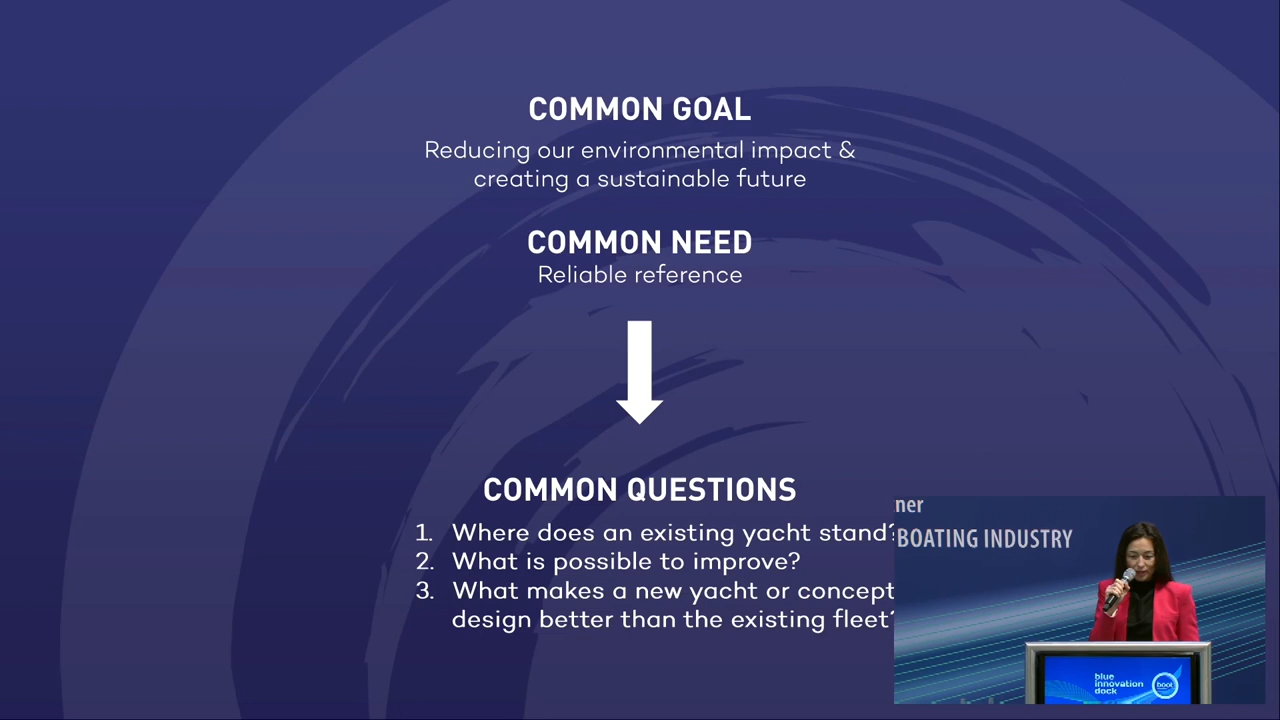 COMMON GOAL
Reducing our environmental impact &
creating a sustainable future
COMMON NEED
Reliable reference
COMMON QUESTIONS
1. Where does an existing yacht stand?
2. What is possible to improve?
3. What makes a new yacht or concept
design better than the existing fleet?
ner
BOATING INDUSTRY
blue
innovation
dock
boot